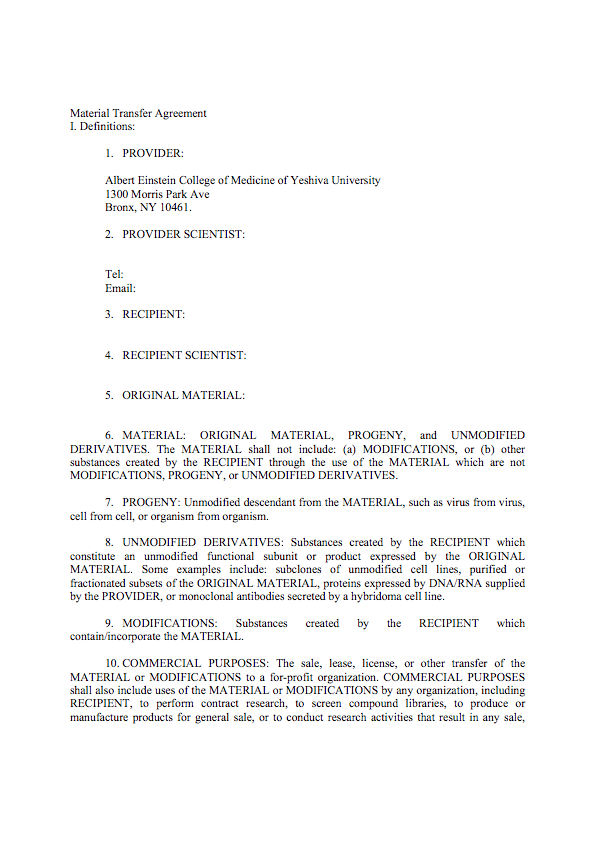 Material Transfer Agreement
I. Definitions:
1. PROVIDER:
Albert Einstein College of Medicine of Yeshiva University
1300 Morris Park Ave
Bronx, NY 10461.
2. PROVIDER SCIENTIST:
Tel:
Email:
3. RECIPIENT:
4. RECIPIENT SCIENTIST:
5. ORIGINAL MATERIAL:
6. MATERIAL: ORIGINAL MATERIAL, PROGENY, and UNMODIFIED
DERIVATIVES. The MATERIAL shall not include: (a) MODIFICATIONS, or (b) other
substances created by the RECIPIENT through the use of the MATERIAL which are not
MODIFICATIONS, PROGENY, or UNMODIFIED DERIVATIVES.
7. PROGENY: Unmodified descendant from the MATERIAL, such as virus from virus,
cell from cell, or organism from organism.
8. UNMODIFIED DERIVATIVES: Substances created by the RECIPIENT which
constitute an unmodified functional subunit or product expressed by the ORIGINAL
MATERIAL. Some examples include: subclones of unmodified cell lines, purified or
fractionated subsets of the ORIGINAL MATERIAL, proteins expressed by DNA/RNA supplied
by the PROVIDER, or monoclonal antibodies secreted by a hybridoma cell line.
9. MODIFICATIONS: Substances created by the RECIPIENT which
contain/incorporate the MATERIAL.
10. COMMERCIAL PURPOSES: The sale, lease, license, or other transfer of the
MATERIAL or MODIFICATIONS to a for-profit organization. COMMERCIAL PURPOSES
shall also include uses of the MATERIAL or MODIFICATIONS by any organization, including
RECIPIENT, to perform contract research, to screen compound libraries, to produce or
manufacture products for general sale, or to conduct research activities that result in any sale,